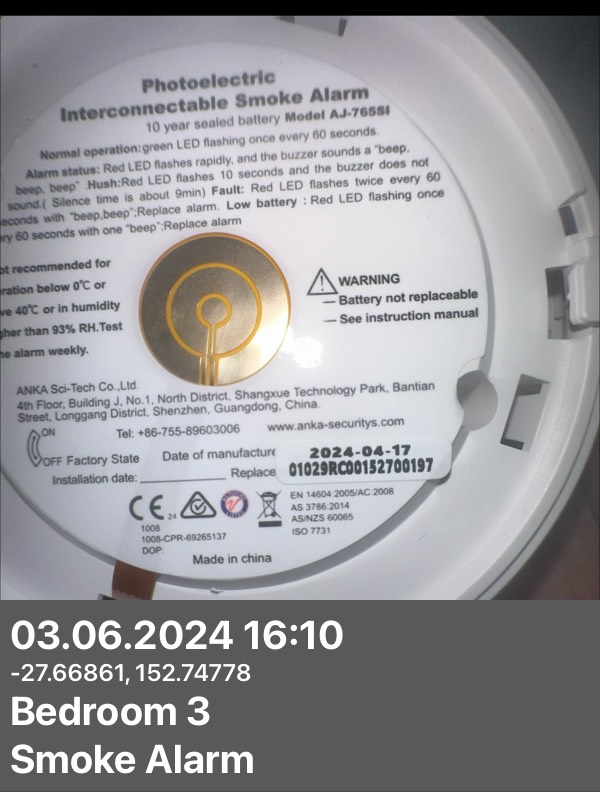 Photoelectric
Interconnectable Smoke Alarm
10 year sealed battery Model AJ-765SI
Normal operation:green LED flashing once every 60 seconds.
Alarm status: Red LED flashes rapidly, and the buzzer sounds a "beep,
beep, beep" .Hush:Red LED flashes 10 seconds and the buzzer does not
sound.( Silence time is about 9min) Fault: Red LED flashes twice every 60
seconds with "beep,beep";Replace alarm. Low battery : Red LED flashing once
ry 60 seconds with one "beep":Replace alarm
ot recommended for
ration below 0℃ or
ve 40℃ or in humidity
gher than 93% RH.Test
he alarm weekly.
WARNING
— Battery not replaceable
— See instruction manual
ANKA Sci-Tech Co.,Ltd.
4th Floor, Building J, No.1, North District, Shangxue Technology Park, Bantian
Street, Longgang District, Shenzhen, Guangdong, China.
Tel: +86-755-89603006 www.anka-securitys.com
ON
OFF Factory State
Date of manufacture 2024-04-17
Installation date: Replace 01029RC00152700197
CE 24
1008
1008-CPR-69265137
DOP:
EN 14604:2005/AC:2008
AS 3786:2014
AS/NZS 60065
ISO 7731
Made in china
03.06.2024 16:10
-27.66861, 152.74778
Bedroom 3
Smoke Alarm